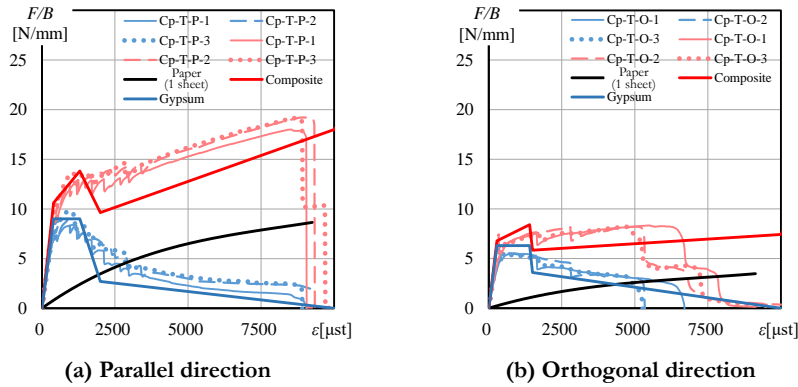 F/B
[N/mm]
Cp-T-P-1
Cp-T-P-2
Cp-T-P-3
Cp-T-P-1
Cp-T-P-2
Cp-T-P-3
Paper
(1 sheet)
Composite
Gypsum
25
20
15
10
5
0
0
2500
5000
7500
ε[µst]
(a) Parallel direction
F/B
[N/mm]
Cp-T-O-1
Cp-T-O-2
Cp-T-O-3
Cp-T-O-1
Cp-T-O-2
Cp-T-O-3
Paper
(1 sheet)
Composite
Gypsum
25
20
15
10
5
0
0
2500
5000
7500
ε[µst]
(b) Orthogonal direction